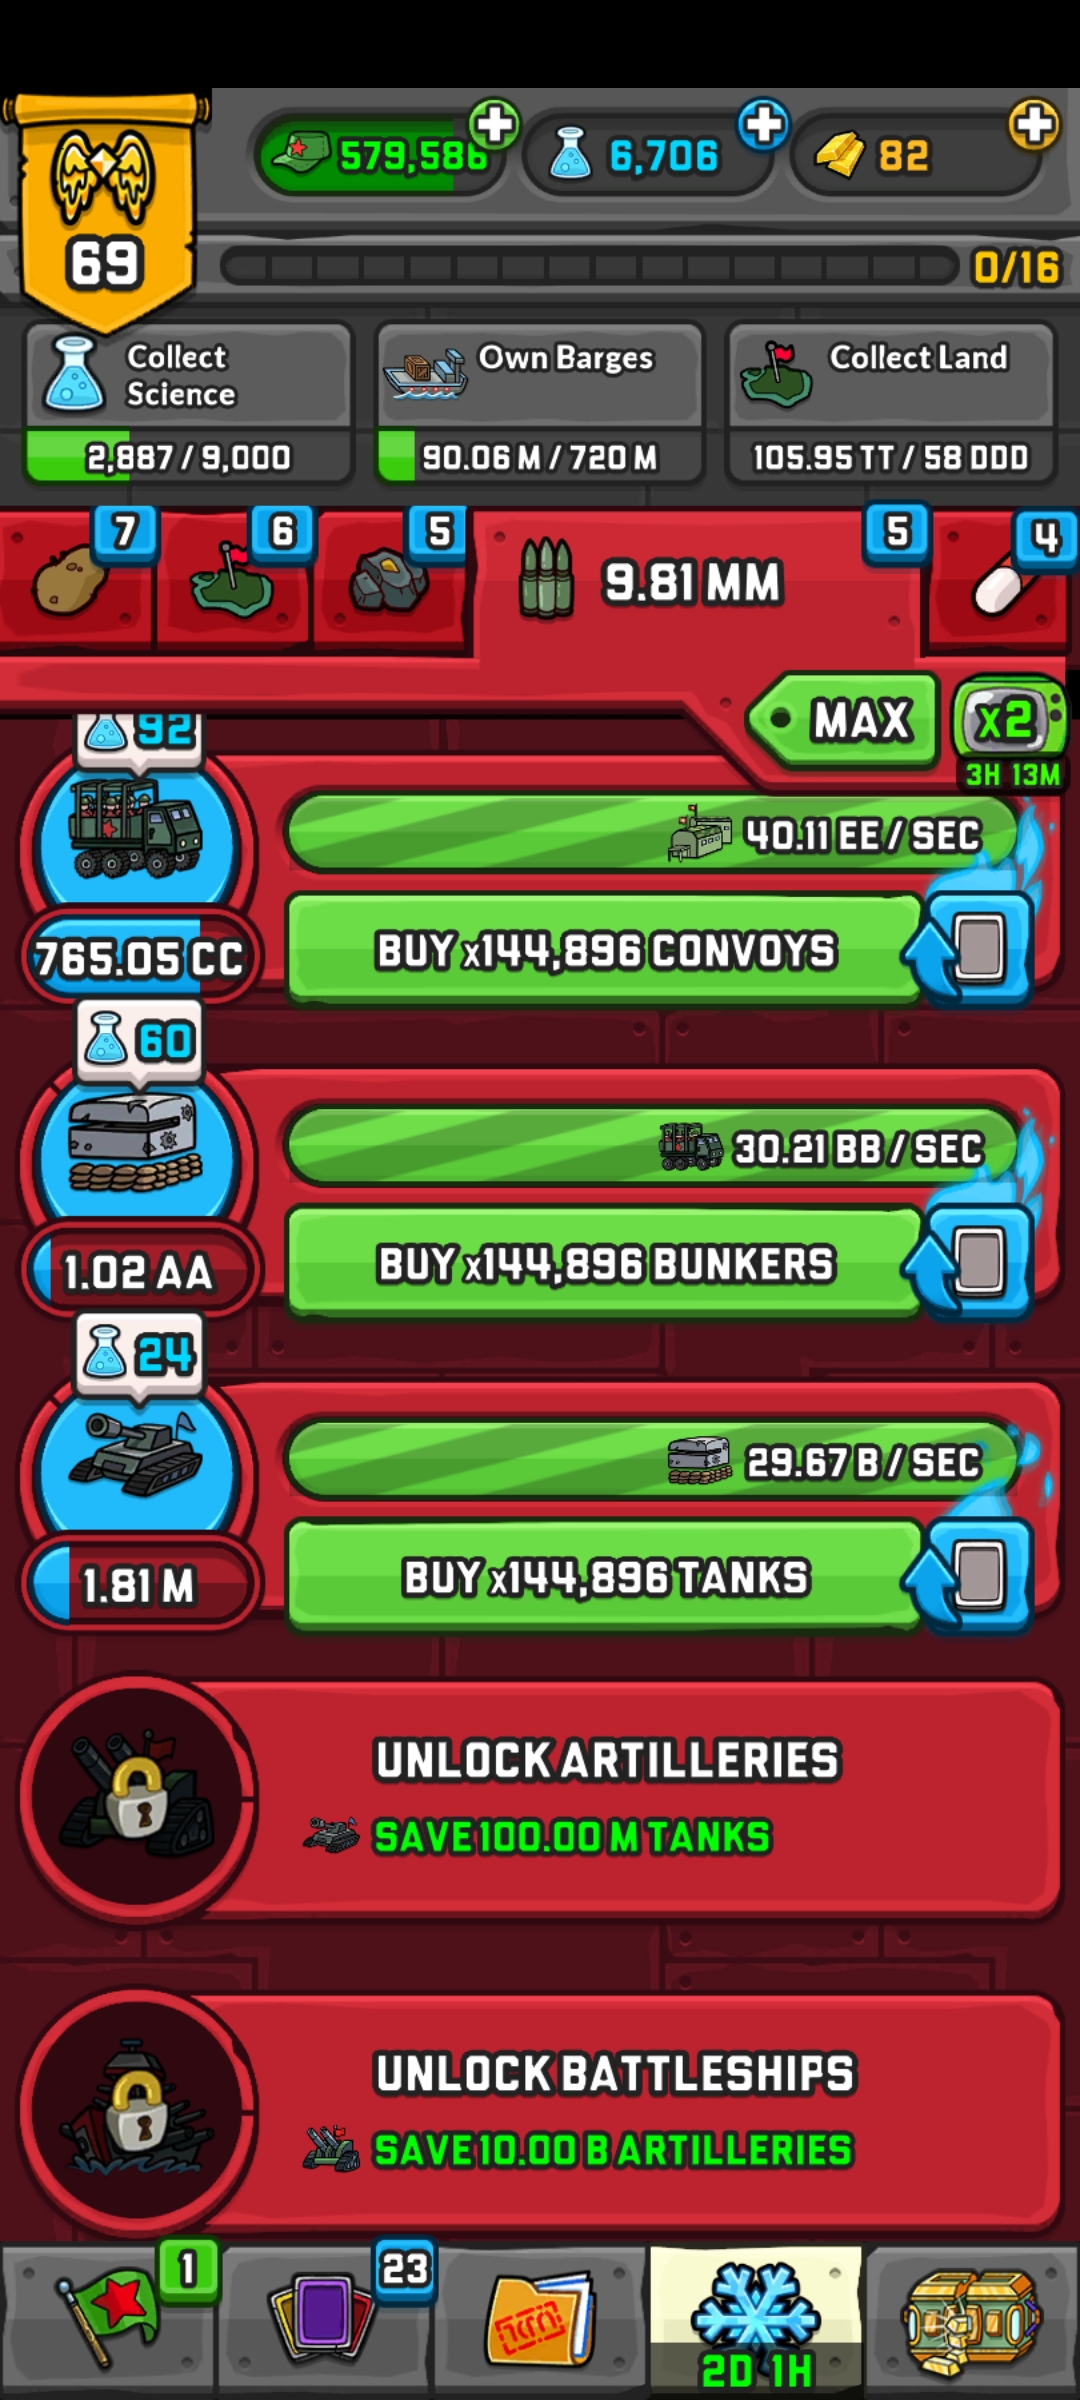 579,586
6,706
82
69
0/16
Collect
Science
2,887 / 9,000
Own Barges
90.06 M / 720 M
Collect Land
105.95 TT / 58 DDD
7
6
5
9.81 MM
5
4
MAX
x2
3H 13M
92
40.11 EE / SEC
765.05 CC
BUY x144,896 CONVOYS
60
30.21 BB / SEC
1.02 AA
BUY x144,896 BUNKERS
24
29.67 B / SEC
1.81 M
BUY x144,896 TANKS
UNLOCK ARTILLERIES
SAVE 100.00 M TANKS
UNLOCK BATTLESHIPS
SAVE 10.00 B ARTILLERIES
1
23
2D 1H